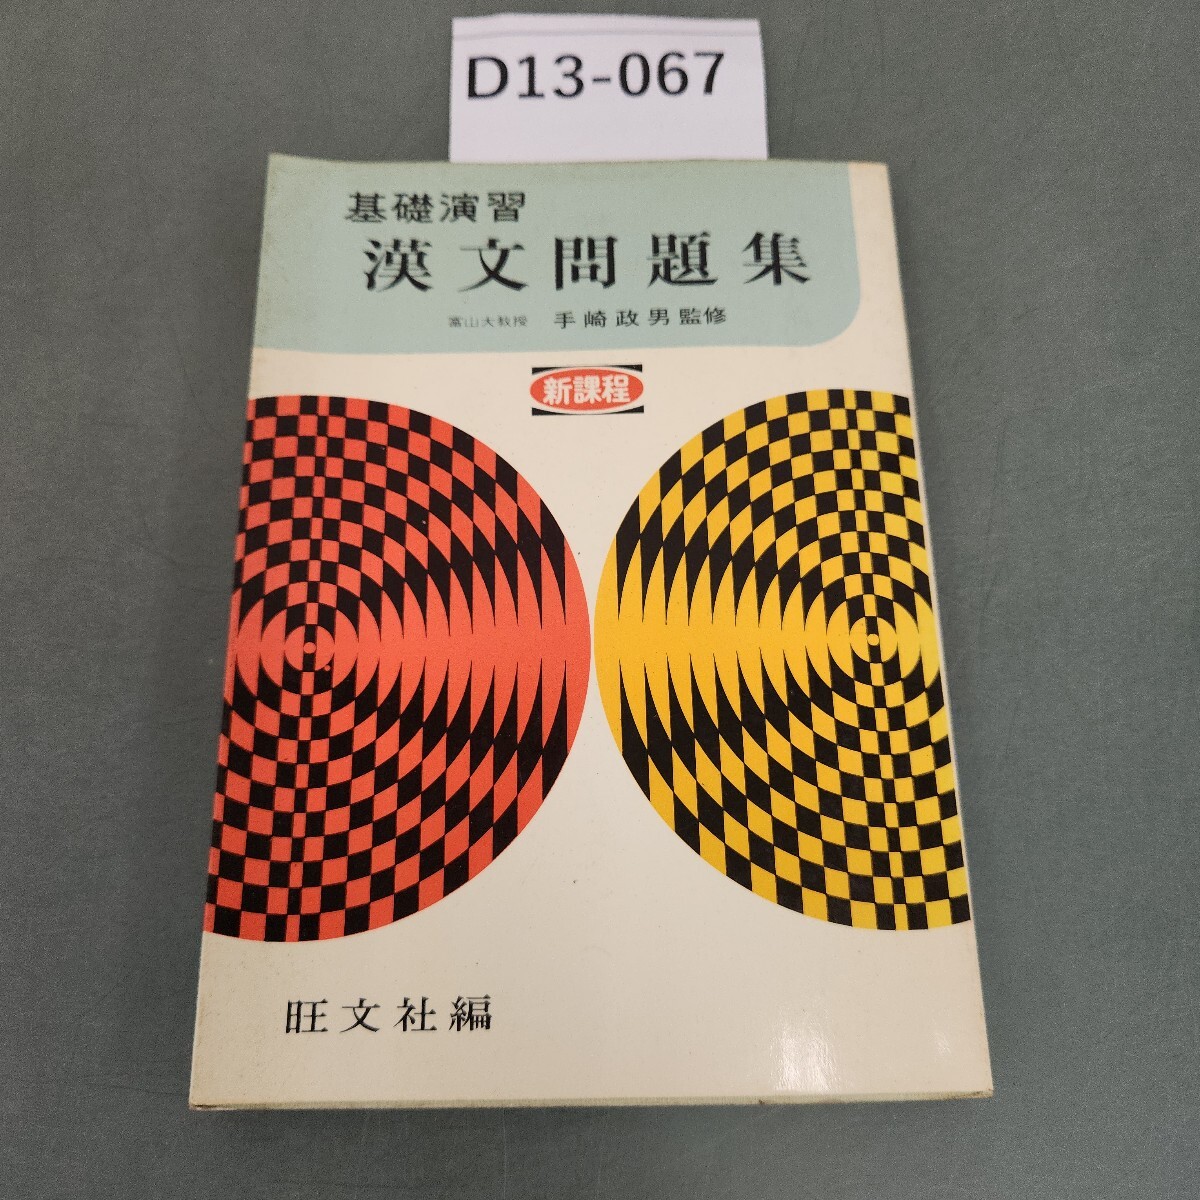 D13-067
基礎演習
漢文問題集
富山大教授 手崎政男監修
新課程
旺文社編